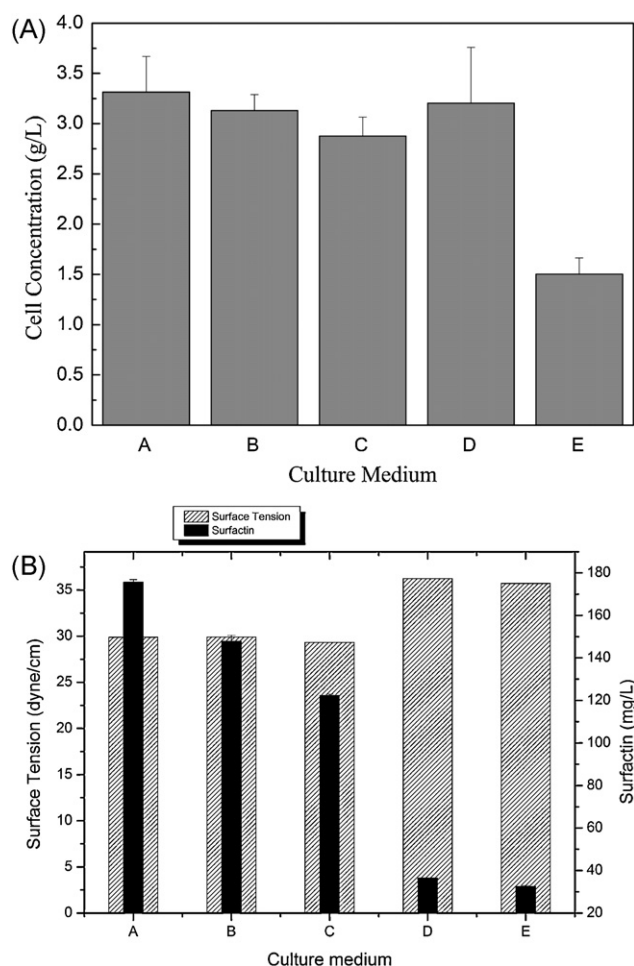 (A)
4.0
3.5
3.0
2.5
2.0
1.5
1.0
0.5
0.0
Cell Concentration (g/L)
A B C D E
Culture Medium
Surface Tension
Surfactin
(B)
35
30
25
20
15
10
5
0
Surface Tension (dyne/cm)
180
160
140
120
100
80
60
40
20
Surfactin (mg/L)
A B C D E
Culture medium